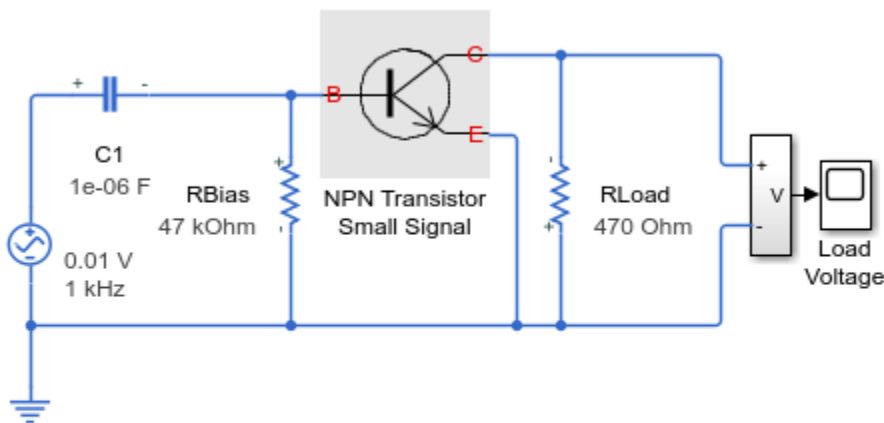 +
-
C1
1e-06 F
0.01 V
1 kHz
+
-
RBias
47 kOhm
+
-
B
C
E
NPN Transistor
Small Signal
-
+
RLoad
470 Ohm
+
-
V
Load
Voltage